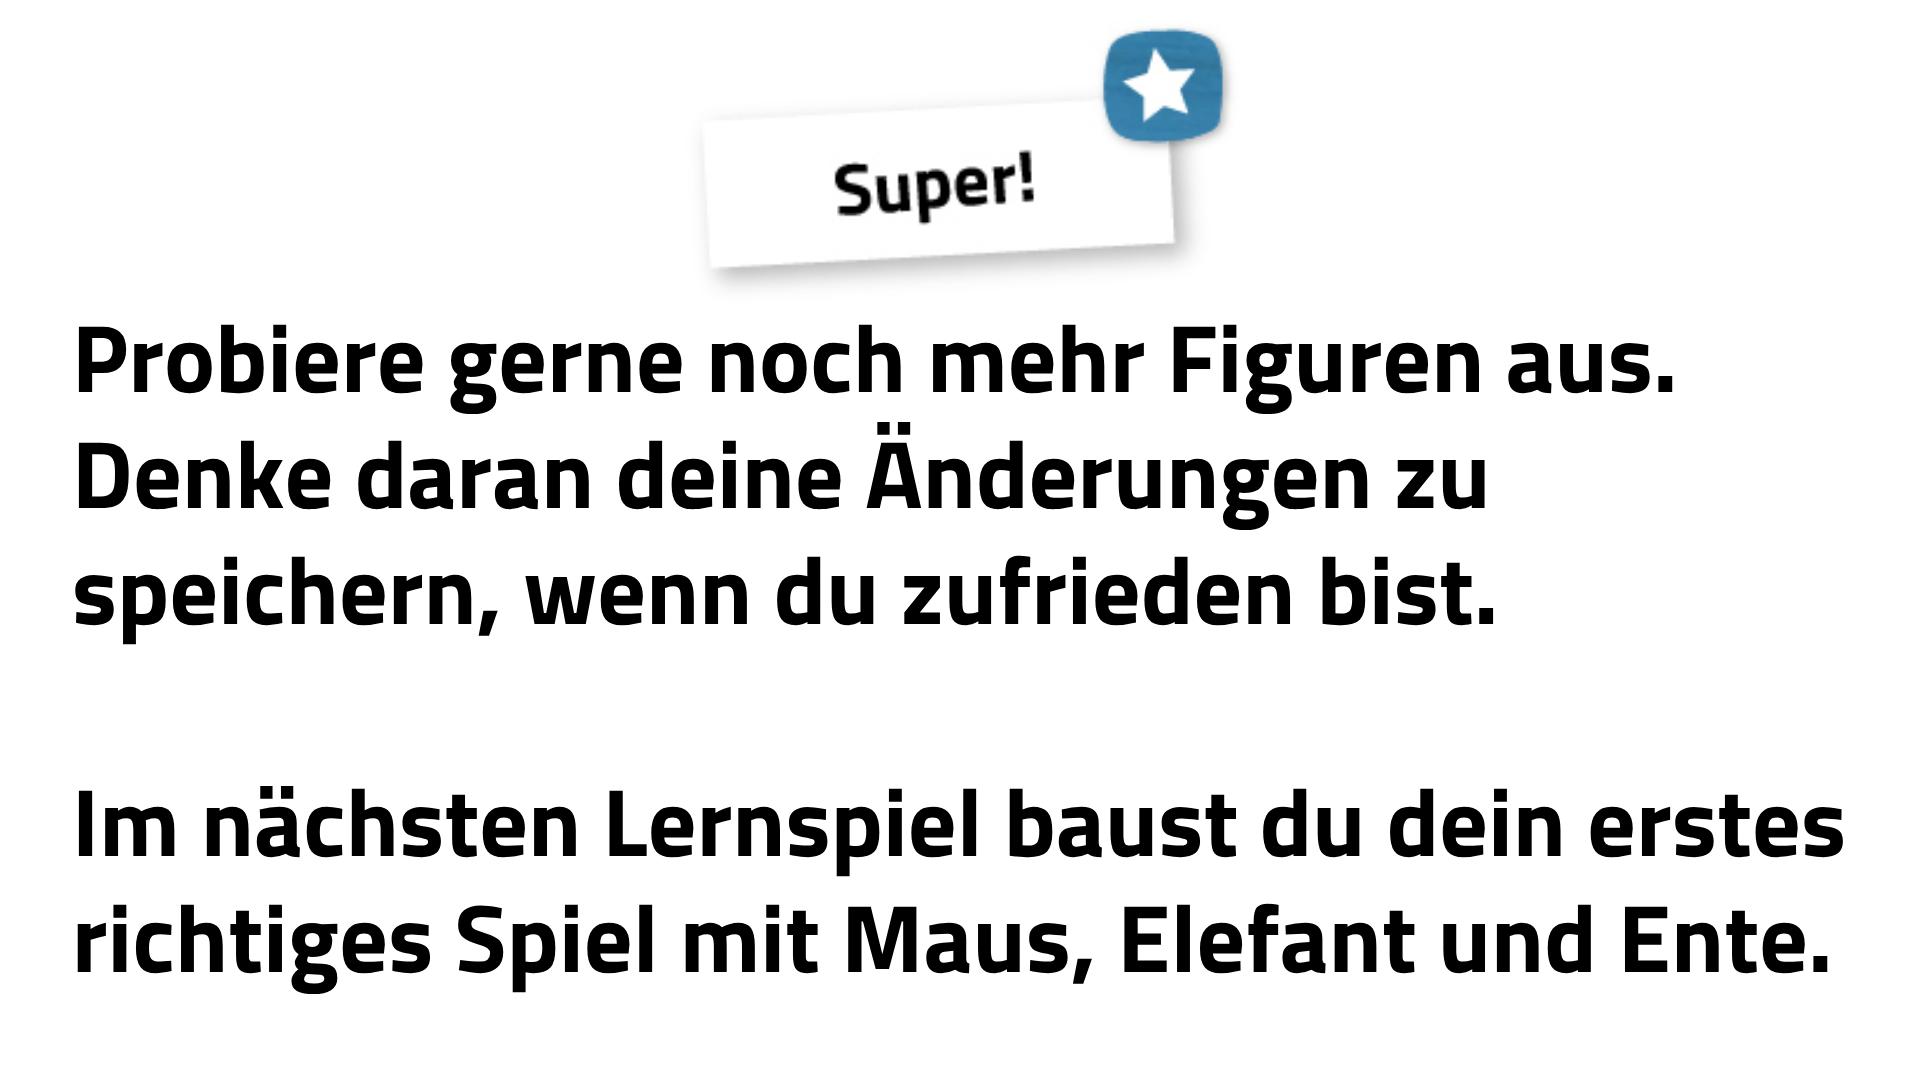 Super!
Probiere gerne noch mehr Figuren aus.
Denke daran deine Änderungen zu
speichern, wenn du zufrieden bist.
Im nächsten Lernspiel baust du dein erstes
richtiges Spiel mit Maus, Elefant und Ente.